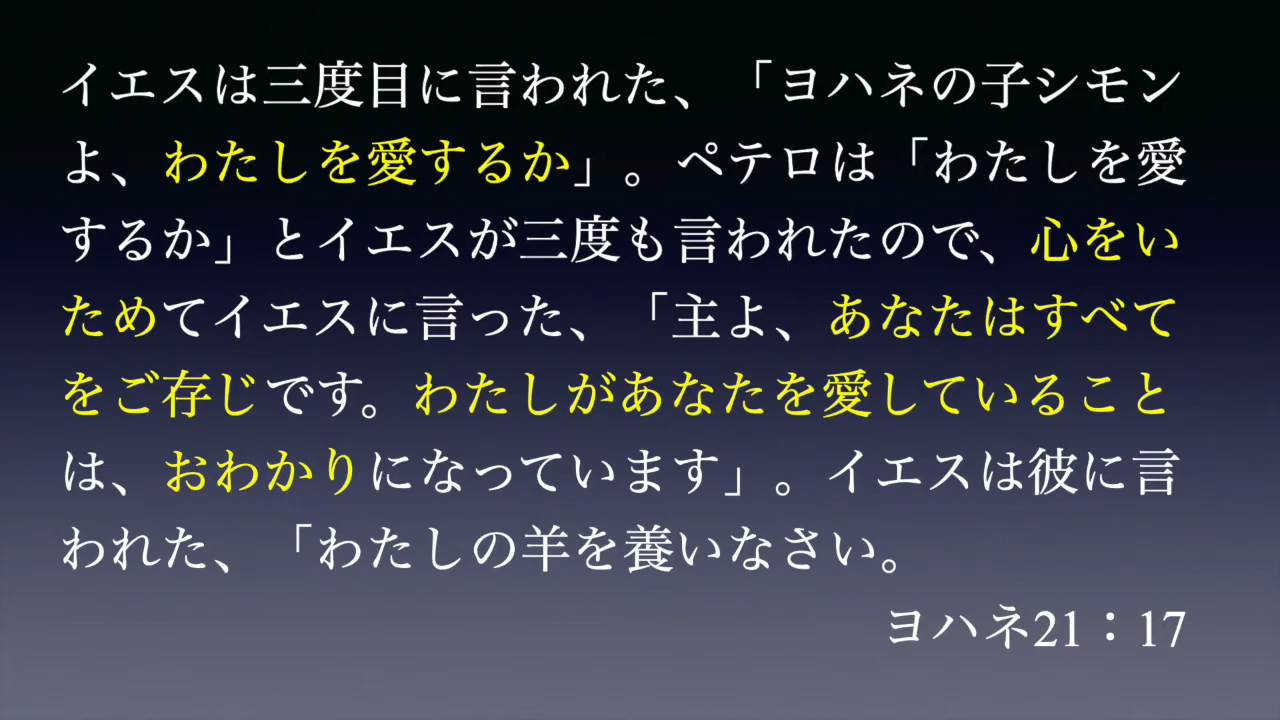 イエスは三度目に言われた、「ヨハネの子シモン
よ、わたしを愛するか」。ペテロは「わたしを愛
するか」とイエスが三度も言われたので、心をい
ためてイエスに言った、「主よ、あなたはすべて
をご存じです。わたしがあなたを愛していること
は、おわかりになっています」。イエスは彼に言
われた、「わたしの羊を養いなさい。
ヨハネ21：17